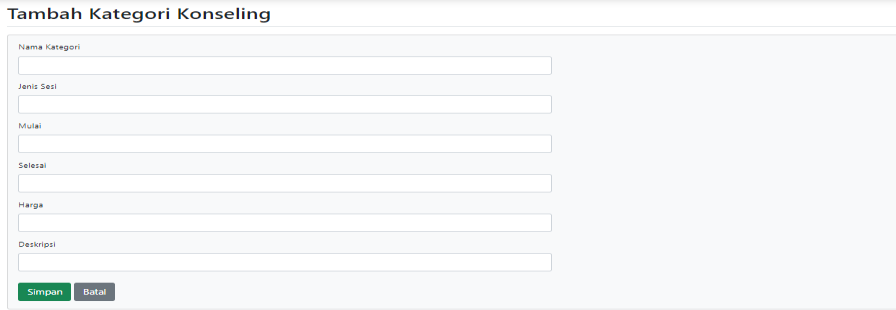 Tambah Kategori Konseling
Nama Kategori
Jenis Sesi
Mulai
Selesai
Harga
Deskripsi
Simpan Batal